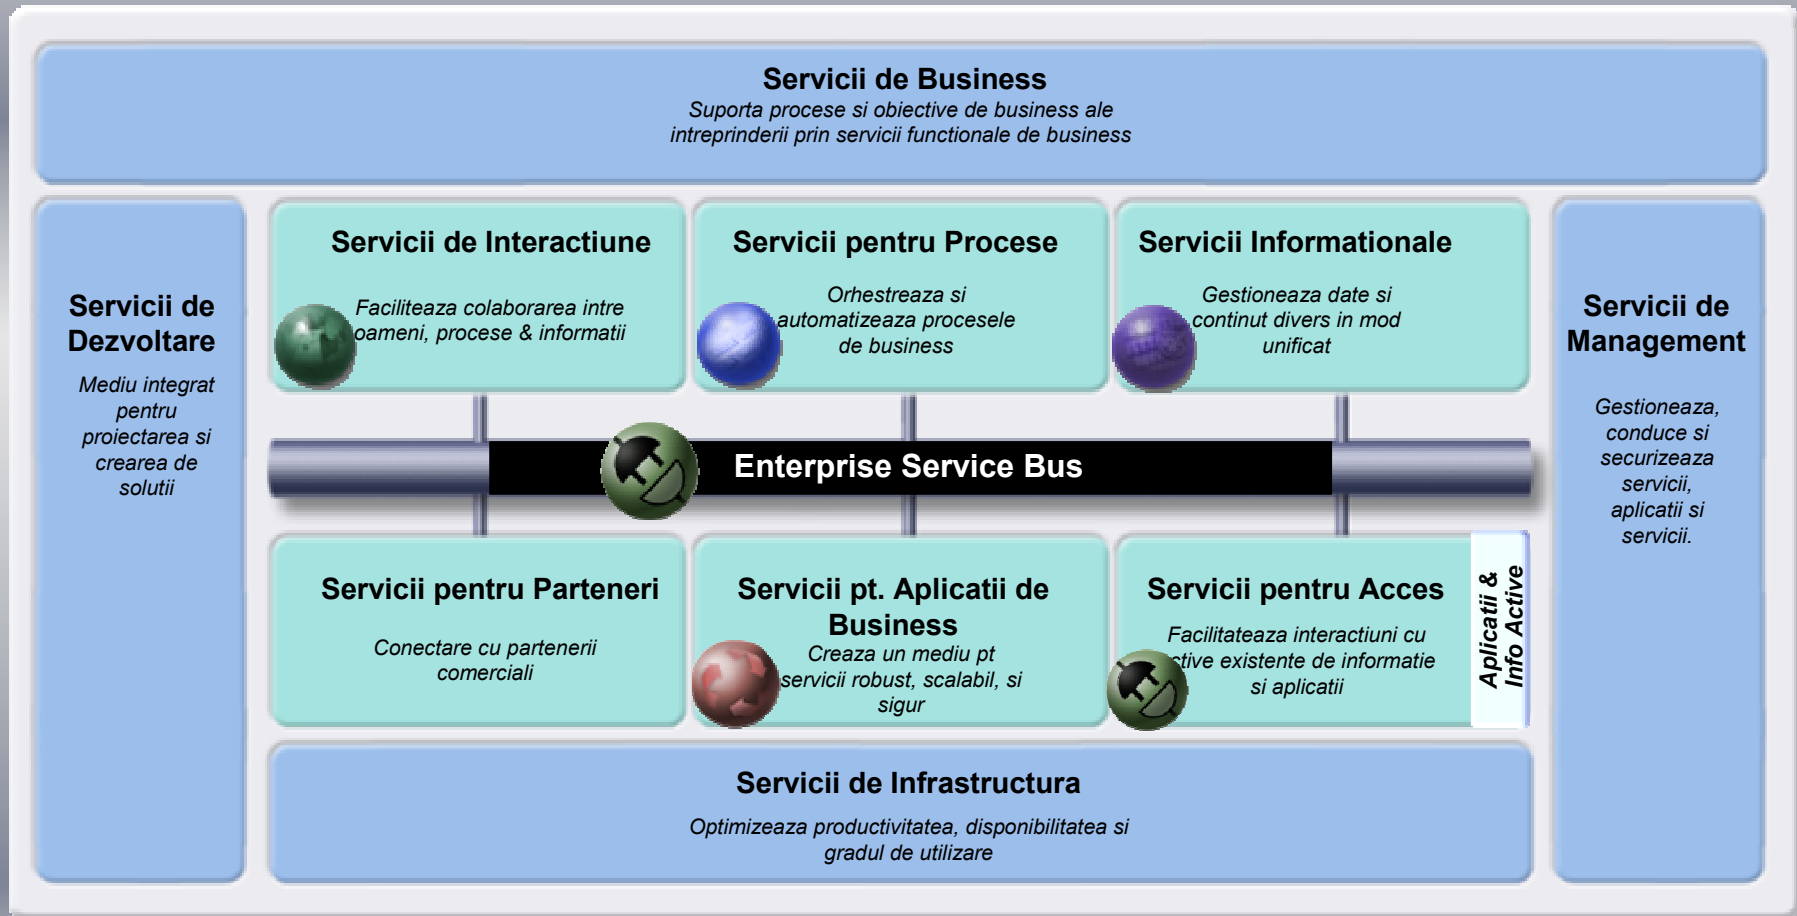 Servicii de Business
Suporta procese si obiective de business ale
intreprinderii prin servicii functionale de business
Servicii de
Dezvoltare
Mediu integrat
pentru
proiectarea si
crearea de
solutii
Servicii de Interactiune
Faciliteaza colaborarea intre
oameni, procese & informatii
Servicii pentru Procese
Orhestreaza si
automatizeaza procesele
de business
Servicii Informationale
Gestioneaza date si
continut divers in mod
unificat
Servicii de
Management
Gestioneaza,
conduce si
securizeaza
servicii,
aplicatii si
servicii.
Enterprise Service Bus
Servicii pentru Parteneri
Conectare cu partenerii
comerciali
Servicii pt. Aplicatii de
Business
Creaza un mediu pt
servicii robust, scalabil, si
sigur
Servicii pentru Acces
Facilitateaza interactiuni cu
existente de informatie
si aplicatii
Aplicatii &
Info Active
Servicii de Infrastructura
Optimizeaza productivitatea, disponibilitatea si
gradul de utilizare